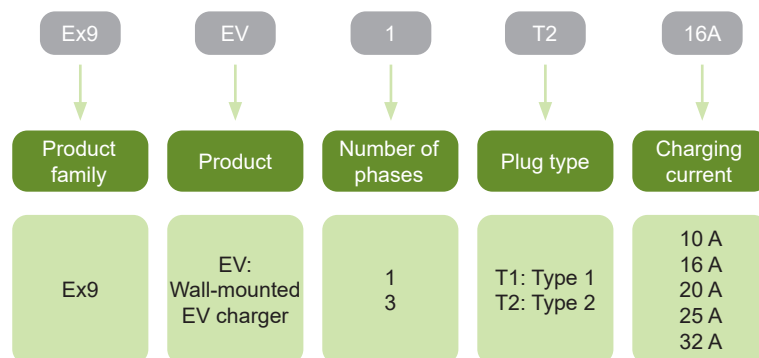 Ex9
EV
1
T2
16A
Product
family
Product
Number of
phases
Plug type
Charging
current
Ex9
EV:
Wall-mounted
EV charger
1
3
T1: Type 1
T2: Type 2
10 A
16 A
20 A
25 A
32 A